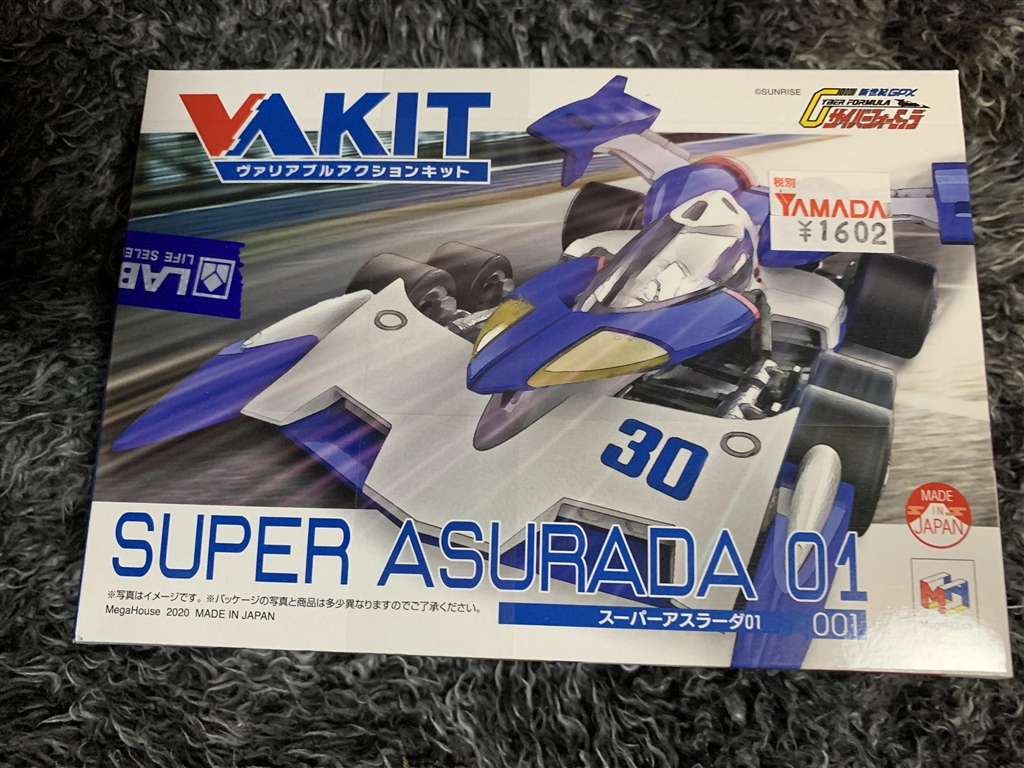 VAKIT
ヴァリアブルアクションキット
©SUNRISE
新世紀GPX
CYBER FORMULA
サイバーフォーミュラ
税別
YAMADA
¥1602
LAB
LIFE SELE
30
MADE
IN
JAPAN
SUPER ASURADA 01
※写真はイメージです。※パッケージの写真と商品は多少異なりますのでご了承ください。
MegaHouse 2020 MADE IN JAPAN
スーパーアスラーダ01
001
MegaHouse